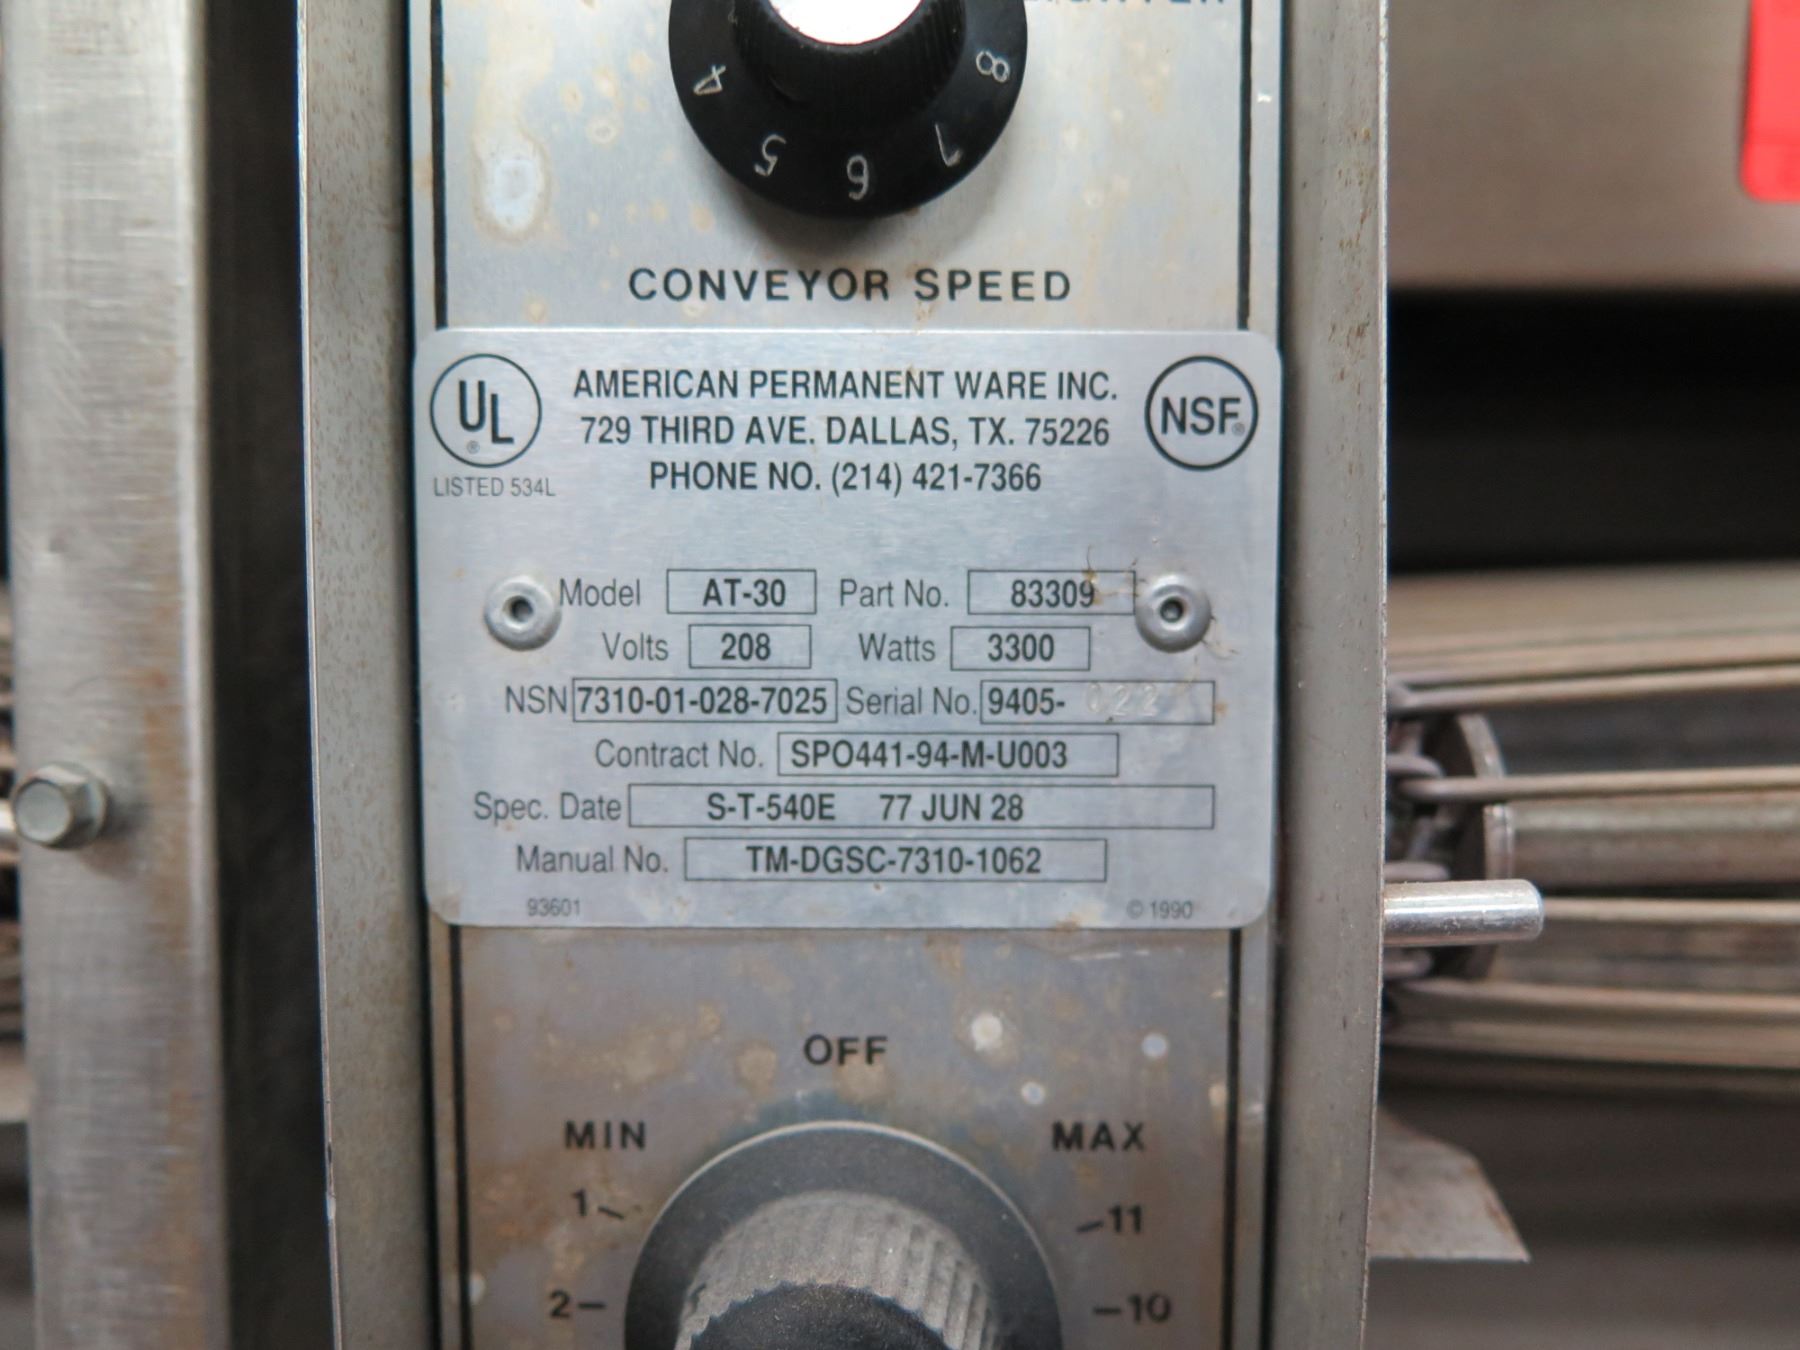 4 5 6 7 8
CONVEYOR SPEED
UL
®
LISTED 534L
AMERICAN PERMANENT WARE INC.
729 THIRD AVE. DALLAS, TX. 75226
PHONE NO. (214) 421-7366
NSF®
Model AT-30 Part No. 83309
Volts 208 Watts 3300
NSN 7310-01-028-7025 Serial No. 9405- 022
Contract No. SPO441-94-M-U003
Spec. Date S-T-540E 77 JUN 28
Manual No. TM-DGSC-7310-1062
93601 © 1990
OFF
MIN MAX
1 11
2 10